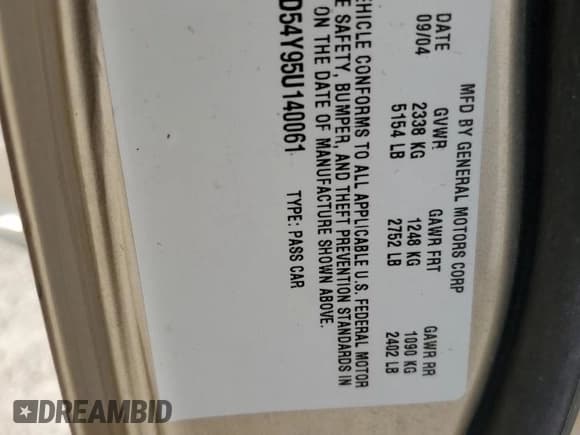 MFD BY GENERAL MOTORS CORP
DATE GVWR GAWR FRT GAWR RR
09/04 2338 KG 1248 KG 1090 KG
5154 LB 2752 LB 2402 LB
VEHICLE CONFORMS TO ALL APPLICABLE U.S. FEDERAL MOTOR
E SAFETY, BUMPER, AND THEFT PREVENTION STANDARDS IN
ON THE DATE OF MANUFACTURE SHOWN ABOVE.
D54Y95U140061 TYPE: PASS CAR
DREAMBID